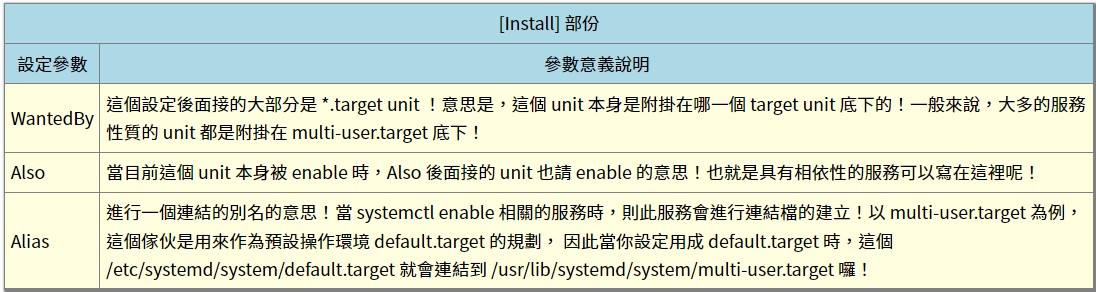 [Install] 部份
設定參數 參數意義說明
WantedBy
這個設定後面接的大部分是 *.target unit ！意思是，這個 unit 本身是附掛在哪一個 target unit 底下的！一般來說，大多的服務
性質的 unit 都是附掛在 multi-user.target 底下！
Also
當目前這個 unit 本身被 enable 時，Also 後面接的 unit 也請 enable 的意思！也就是具有相依性的服務可以寫在這裡呢！
Alias
進行一個連結的別名的意思！當 systemctl enable 相關的服務時，則此服務會進行連結檔的建立！以 multi-user.target 為例，
這個傢伙是用來作為預設操作環境 default.target 的規劃， 因此當你設定用成 default.target 時，這個
/etc/systemd/system/default.target 就會連結到 /usr/lib/systemd/system/multi-user.target 囉！